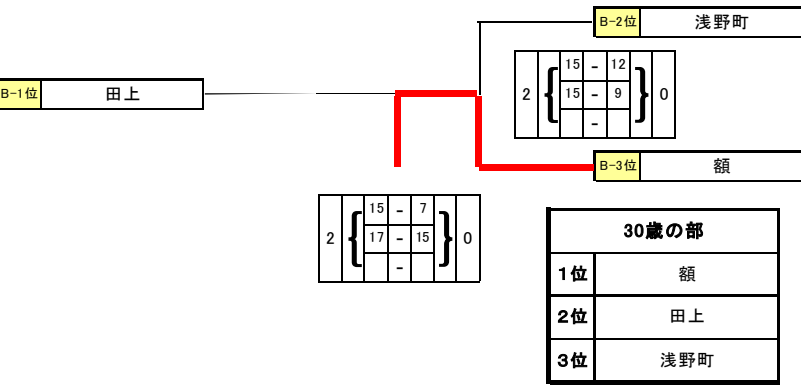 B-2位 浅野町
2 { 15 - 12 } 0
15 - 9
-
B-1位 田上
B-3位 額
2 { 15 - 7 } 0
17 - 15
-
30歳の部
1位 額
2位 田上
3位 浅野町